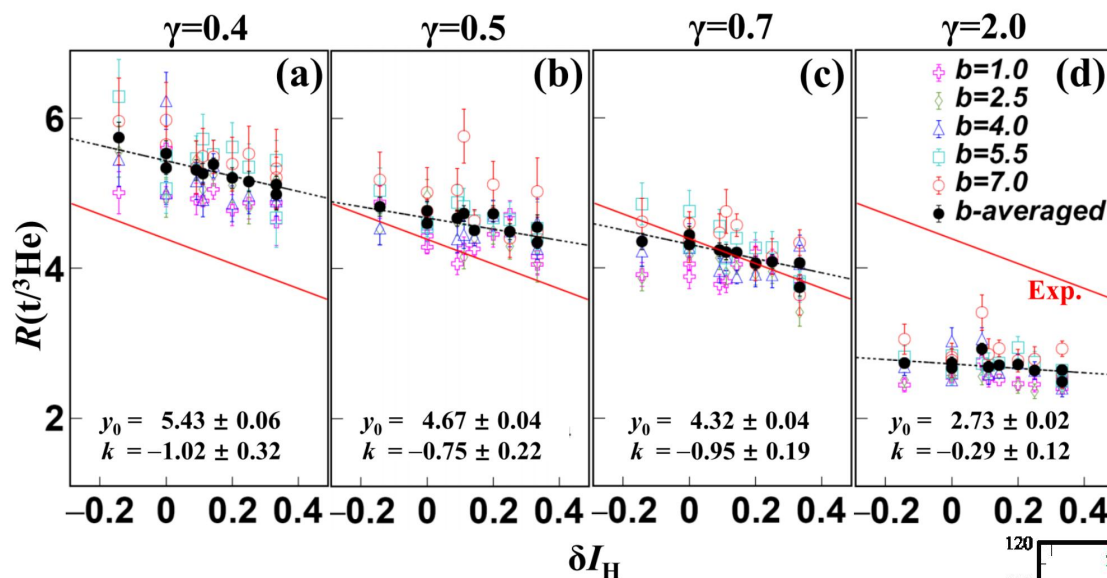 γ=0.4 γ=0.5 γ=0.7 γ=2.0
(a) (b) (c) (d)
b=1.0
b=2.5
b=4.0
b=5.5
b=7.0
b-averaged
Exp.
R(t/³He)
6
4
2
y₀ = 5.43 ± 0.06
k = −1.02 ± 0.32
y₀ = 4.67 ± 0.04
k = −0.75 ± 0.22
y₀ = 4.32 ± 0.04
k = −0.95 ± 0.19
y₀ = 2.73 ± 0.02
k = −0.29 ± 0.12
−0.2 0 0.2 0.4 −0.2 0 0.2 0.4 −0.2 0 0.2 0.4 −0.2 0 0.2 0.4
δI_H